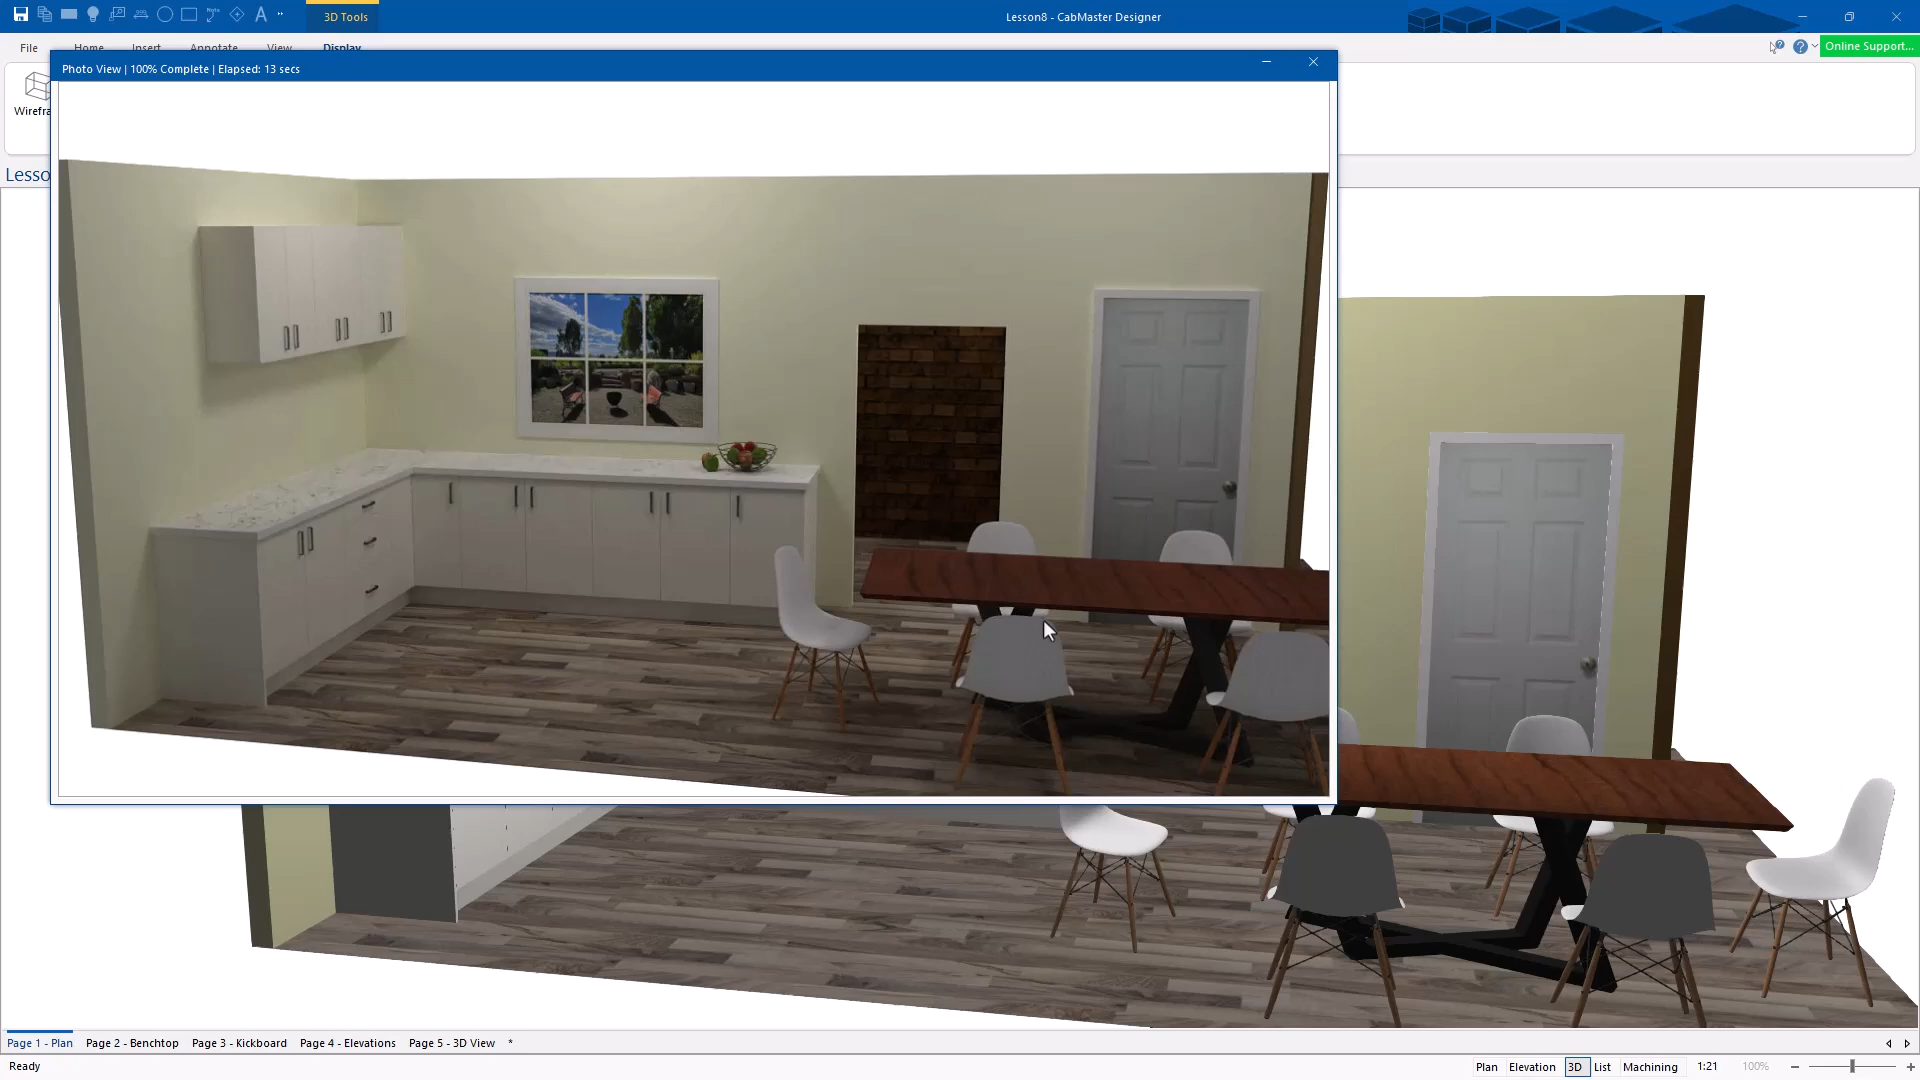 3D Tools
Lesson8 - CabMaster Designer
File
Home
Insert
Annotate
View
Display
Online Support...
Photo View | 100% Complete | Elapsed: 13 secs
Wirefra
Lesso
Page 1 - Plan
Page 2 - Benchtop
Page 3 - Kickboard
Page 4 - Elevations
Page 5 - 3D View
*
Ready
Plan
Elevation
3D
List
Machining
1:21
100%